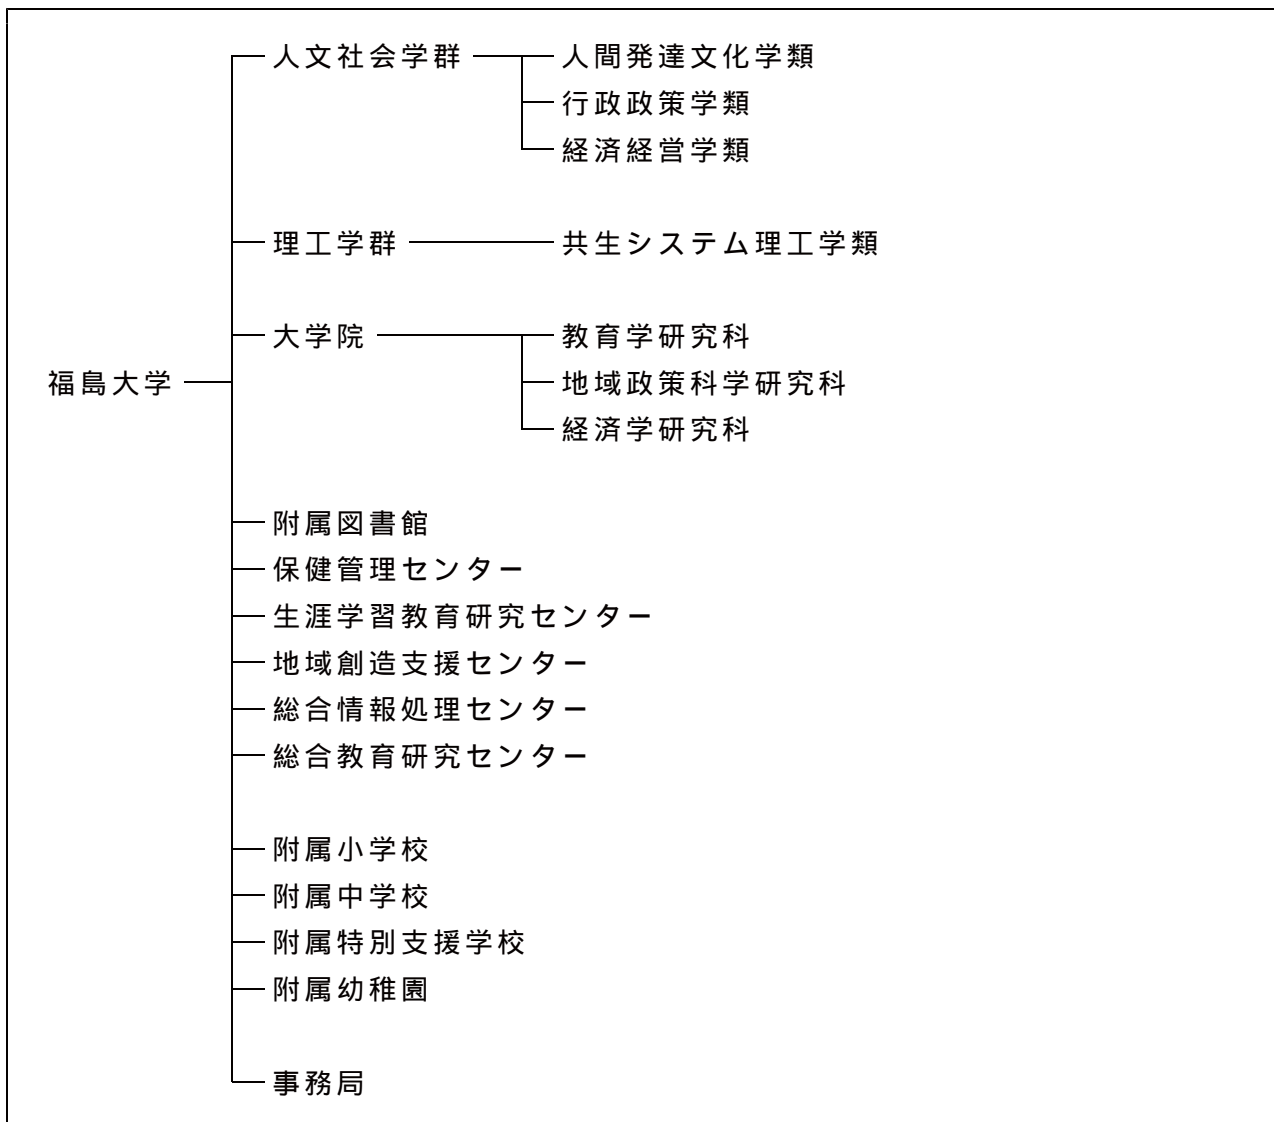 人文社会学群 人間発達文化学類
行政政策学類
経済経営学類
理工学群 共生システム理工学類
大学院 教育学研究科
福島大学 地域政策科学研究科
経済学研究科
附属図書館
保健管理センター
生涯学習教育研究センター
地域創造支援センター
総合情報処理センター
総合教育研究センター
附属小学校
附属中学校
附属特別支援学校
附属幼稚園
事務局